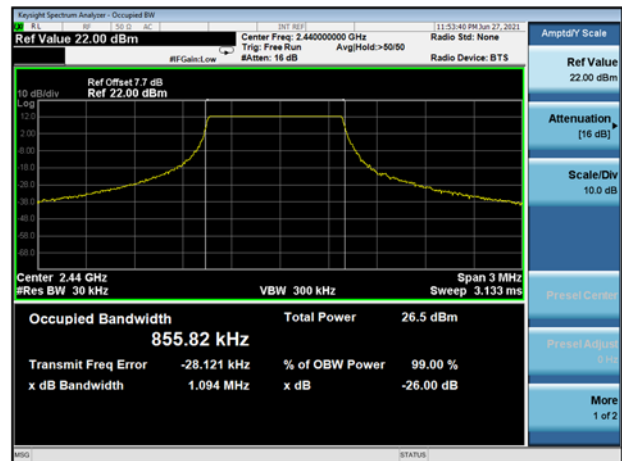 Keysight Spectrum Analyzer - Occupied BW
RL RF 50 Ω AC INT REF 11:53:40 PM Jun 27, 2021
Ref Value 22.00 dBm Center Freq: 2.440000000 GHz Radio Std: None
Trig: Free Run Avg|Hold:>50/50
#IFGain:Low #Atten: 16 dB Radio Device: BTS
Amptd/Y Scale
Ref Value
22.00 dBm
Attenuation
[16 dB]
Scale/Div
10.0 dB
Presel Center
Presel Adjust
0 Hz
More
1 of 2
Ref Offset 7.7 dB
10 dB/div Ref 22.00 dBm
Log
12.0
2.00
-8.00
-18.0
-28.0
-38.0
-48.0
-58.0
-68.0
Center 2.44 GHz Span 3 MHz
#Res BW 30 kHz VBW 300 kHz Sweep 3.133 ms
Occupied Bandwidth Total Power 26.5 dBm
855.82 kHz
Transmit Freq Error -28.121 kHz % of OBW Power 99.00 %
x dB Bandwidth 1.094 MHz x dB -26.00 dB
MSG STATUS